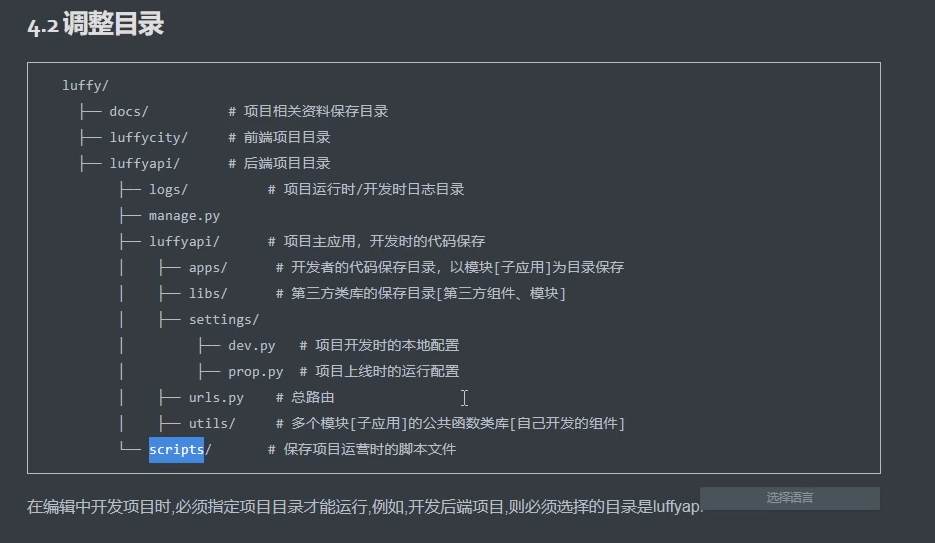 4.2 调整目录
luffy/
├── docs/ # 项目相关资料保存目录
├── luffycity/ # 前端项目目录
├── luffyapi/ # 后端项目目录
├── logs/ # 项目运行时/开发时日志目录
├── manage.py
├── luffyapi/ # 项目主应用，开发时的代码保存
│ ├── apps/ # 开发者的代码保存目录，以模块[子应用]为目录保存
│ ├── libs/ # 第三方类库的保存目录[第三方组件、模块]
│ ├── settings/
│ ├── dev.py # 项目开发时的本地配置
│ ├── prop.py # 项目上线时的运行配置
│ ├── urls.py # 总路由
│ ├── utils/ # 多个模块[子应用]的公共函数类库[自己开发的组件]
└── scripts/ # 保存项目运营时的脚本文件
选择语言
在编辑中开发项目时,必须指定项目目录才能运行,例如,开发后端项目,则必须选择的目录是luffyap